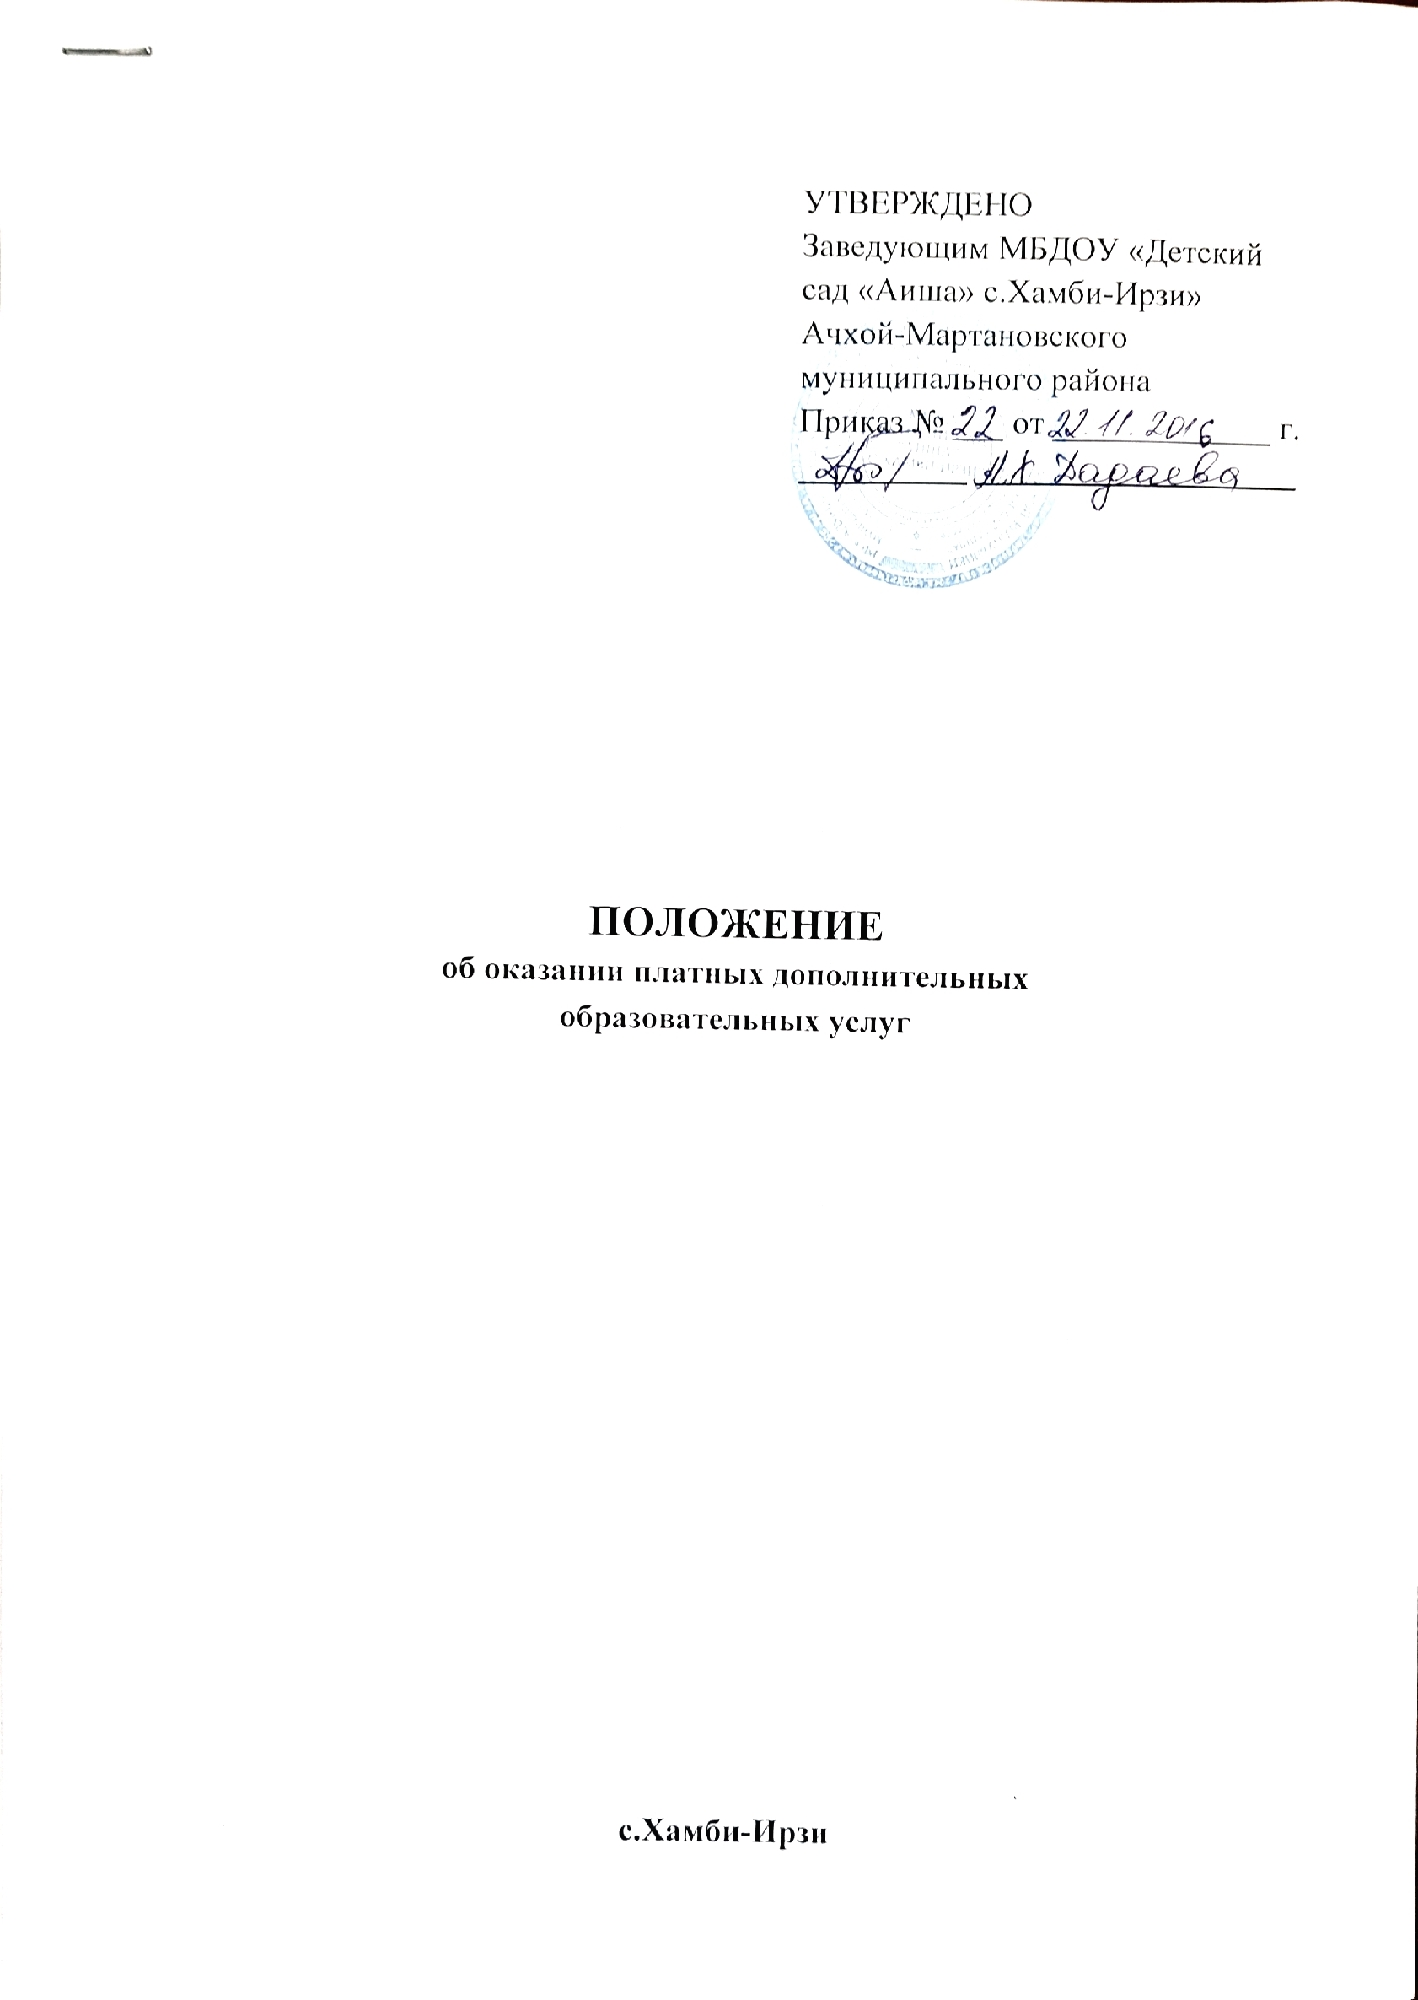 УТВЕРЖДЕНО
Заведующим МБДОУ «Детский
сад «Аиша» с.Хамби-Ирзи»
Ачхой-Мартановского
муниципального района
Приказ № 22 от 22.11.2016 г.
Дадаева
ПОЛОЖЕНИЕ
об оказании платных дополнительных
образовательных услуг
с.Хамби-Ирзи